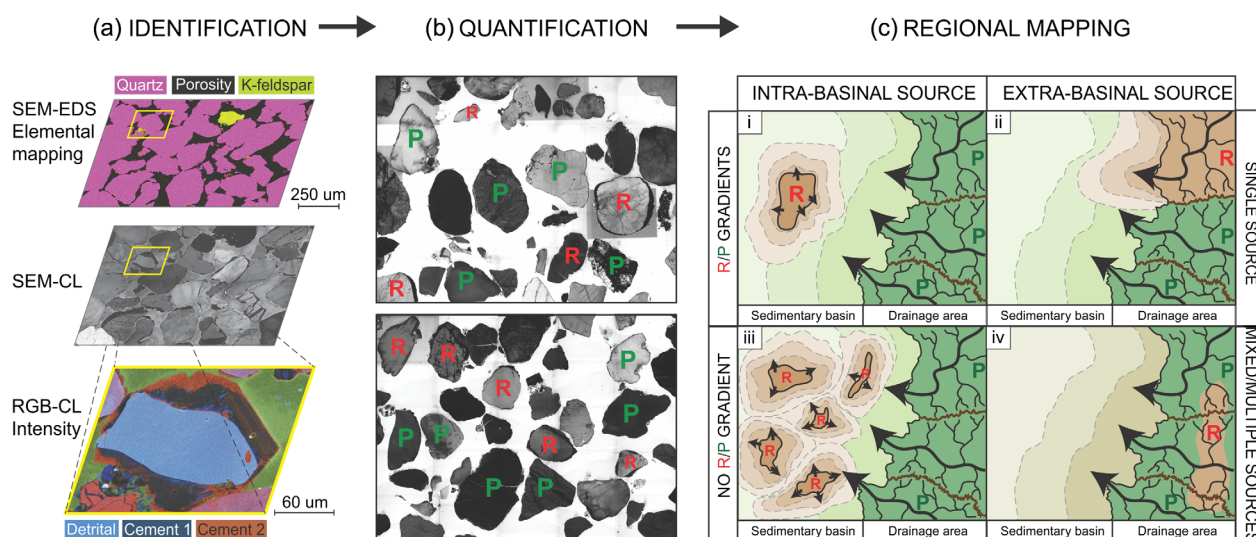 (a) IDENTIFICATION
(b) QUANTIFICATION
(c) REGIONAL MAPPING
Quartz Porosity K-feldspar
SEM-EDS
Elemental
mapping
250 um
SEM-CL
RGB-CL
Intensity
60 um
Detrital Cement 1 Cement 2
P
R
P
P
R
R
P
P
R
R
R
P
R
P
P
P
R
R
P
P
INTRA-BASINAL SOURCE
EXTRA-BASINAL SOURCE
R/P GRADIENTS
NO R/P GRADIENT
SINGLE SOURCE
MIXED/MULTIPLE SOURCES
i
R
P
P
Sedimentary basin
Drainage area
ii
R
P
P
Sedimentary basin
Drainage area
iii
R
R
R
R
R
P
P
Sedimentary basin
Drainage area
iv
P
R
P
Sedimentary basin
Drainage area